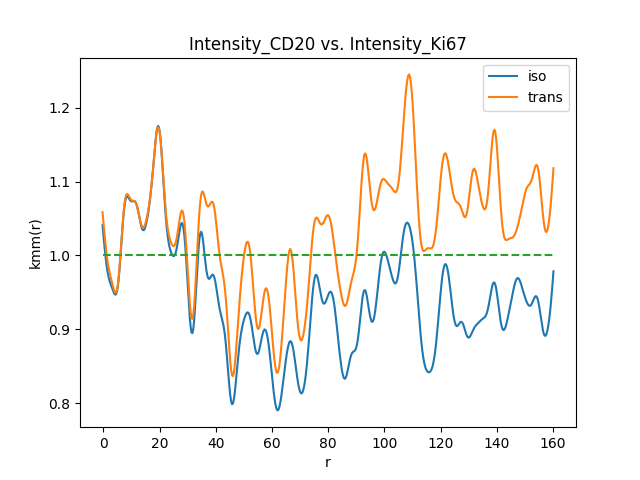 Intensity_CD20 vs. Intensity_Ki67
iso
trans
kmm(r)
1.2
1.1
1.0
0.9
0.8
0 20 40 60 80 100 120 140 160
r